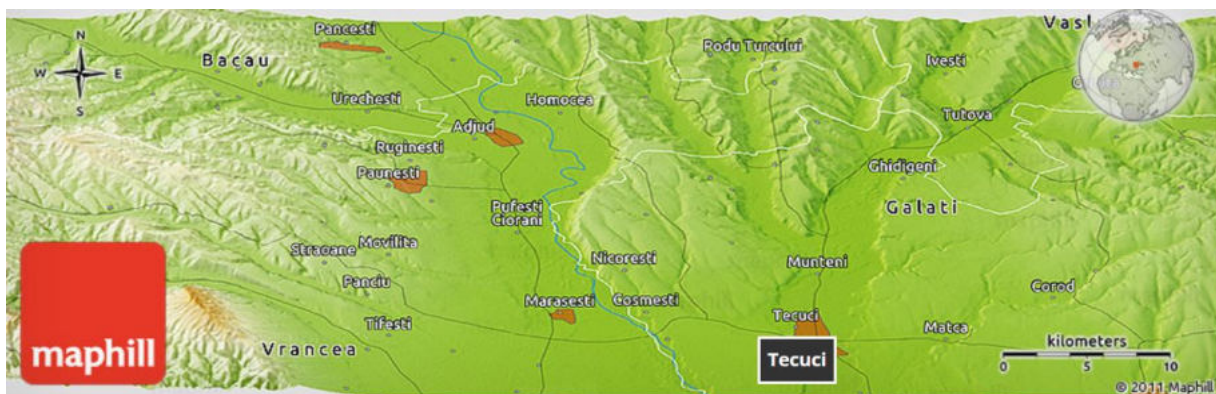 Vasl
N
Pancesti
Podu Turcului
Bacau
Ivesti
W
E
S
Urechesti
Homocea
Tutova
Adjud
Ruginesti
Paunesti
Ghidigeni
Pufesti
Ciorani
Galati
Straoane
Movilita
Nicoresti
Munteni
Panciu
Corod
Marasesti
Cosmesti
Tecuci
Tifesti
Matca
maphill
Vrancea
Tecuci
kilometers
0 5 10
© 2011 Maphill